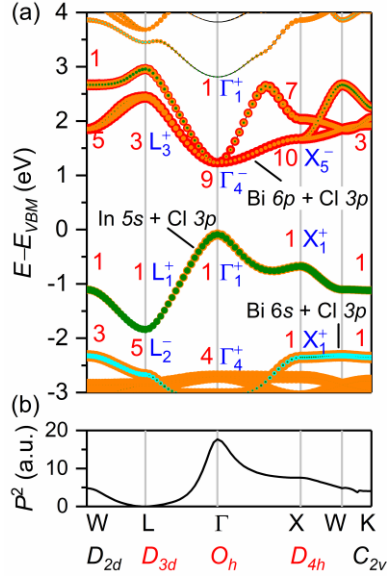 (a)
4
3
2
1
0
-1
-2
-3
E−E_VBM (eV)
1
1 Γ₁⁺
7
5
3 L₃⁺
10 X₅⁻
3
9
Γ₄⁻
Bi 6p + Cl 3p
In 5s + Cl 3p
1 X₁⁺
1
1 L₁⁺
1 Γ₁⁺
1
Bi 6s + Cl 3p
3
5 L₂⁻
4 Γ₄⁺
1 X₁⁺
1
(b)
20
10
0
P² (a.u.)
W L Γ X W K
D₂d D₃d Oₕ D₄h C₂v